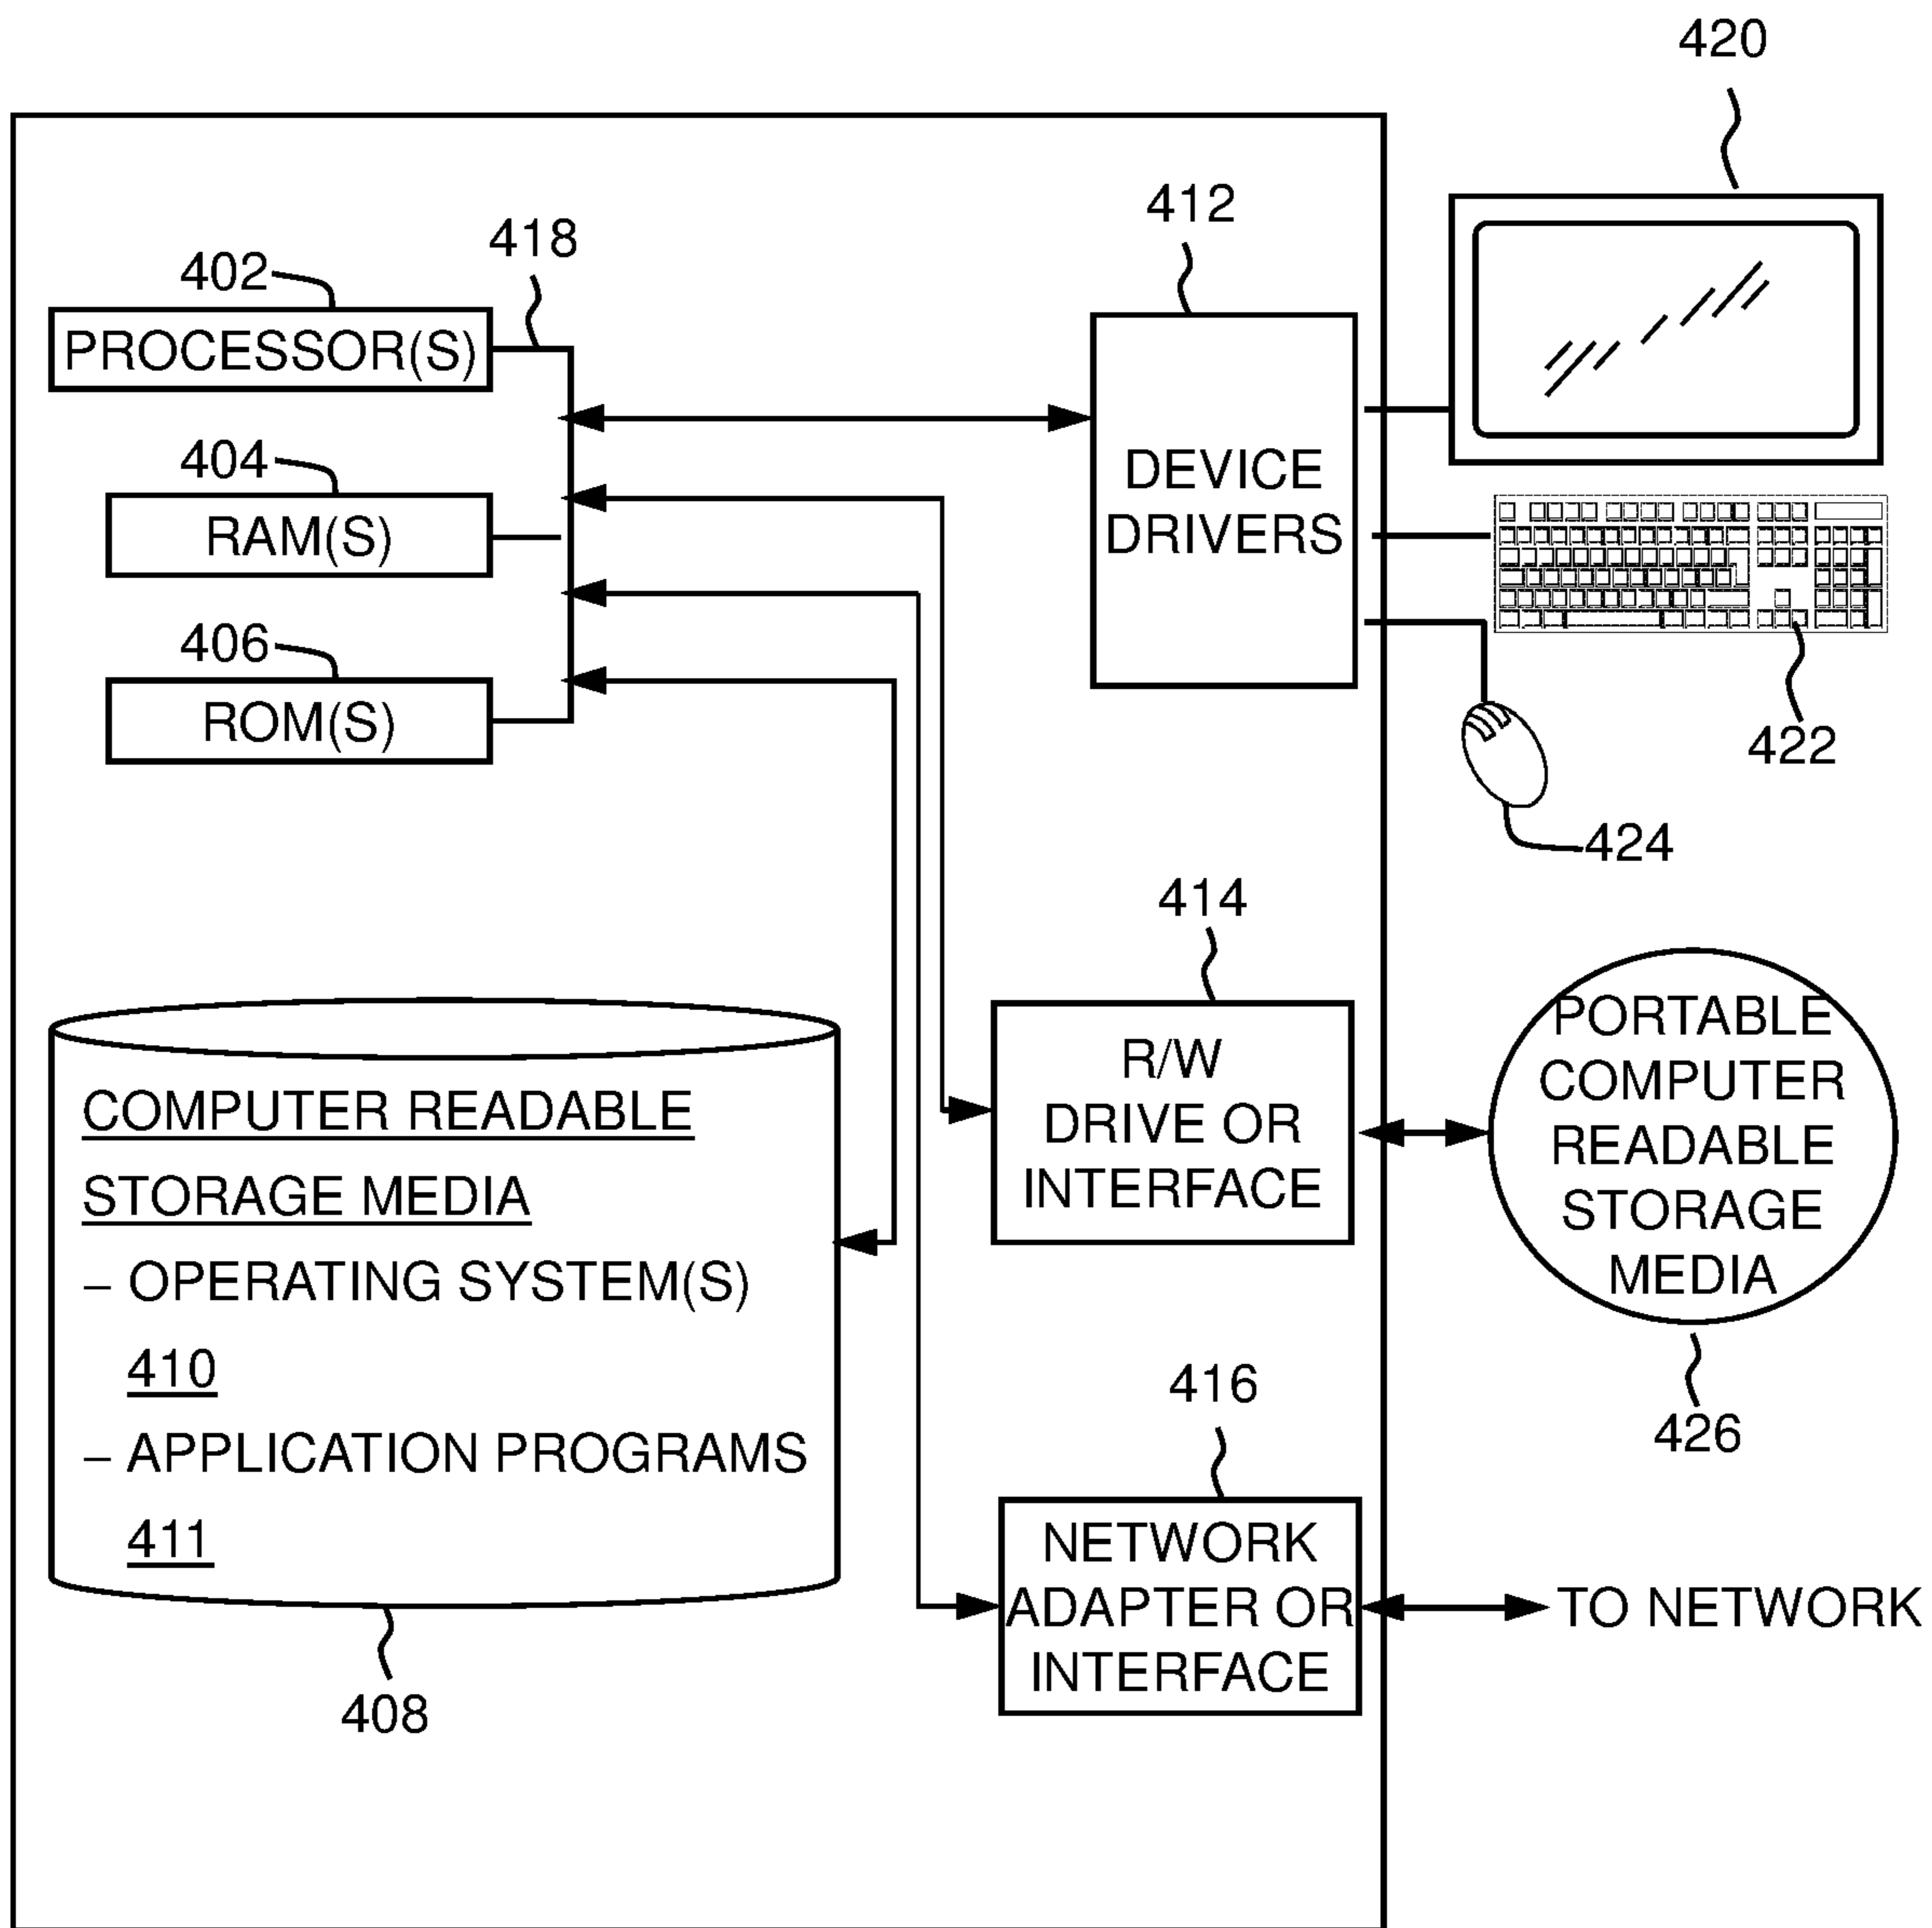 420
412
418
402
PROCESSOR(S)
404
RAM(S)
406
ROM(S)
DEVICE
DRIVERS
422
424
414
R/W
DRIVE OR
INTERFACE
PORTABLE
COMPUTER
READABLE
STORAGE
MEDIA
426
COMPUTER READABLE
STORAGE MEDIA
– OPERATING SYSTEM(S)
410
– APPLICATION PROGRAMS
411
408
416
NETWORK
ADAPTER OR
INTERFACE
TO NETWORK